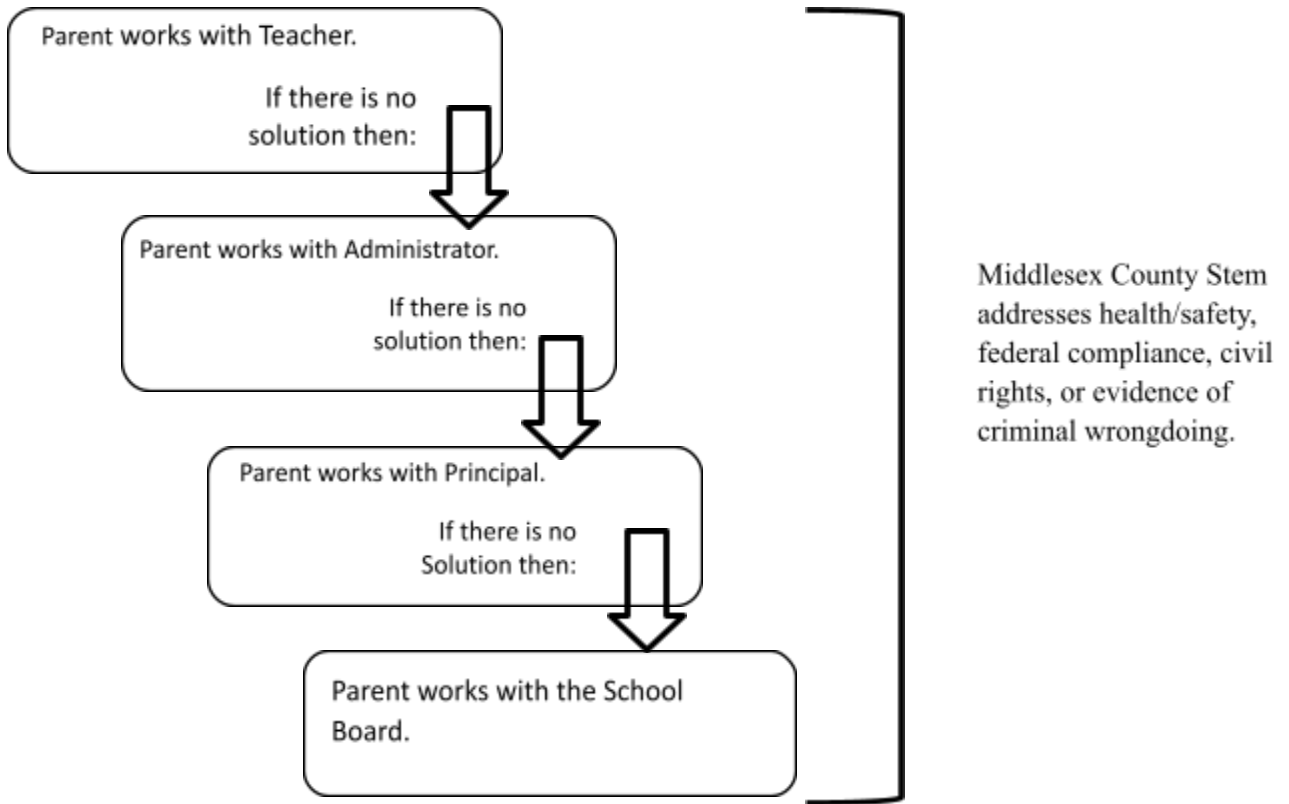 Parent works with Teacher.
If there is no
solution then:
Parent works with Administrator.
If there is no
solution then:
Parent works with Principal.
If there is no
Solution then:
Parent works with the School
Board.
Middlesex County Stem
addresses health/safety,
federal compliance, civil
rights, or evidence of
criminal wrongdoing.